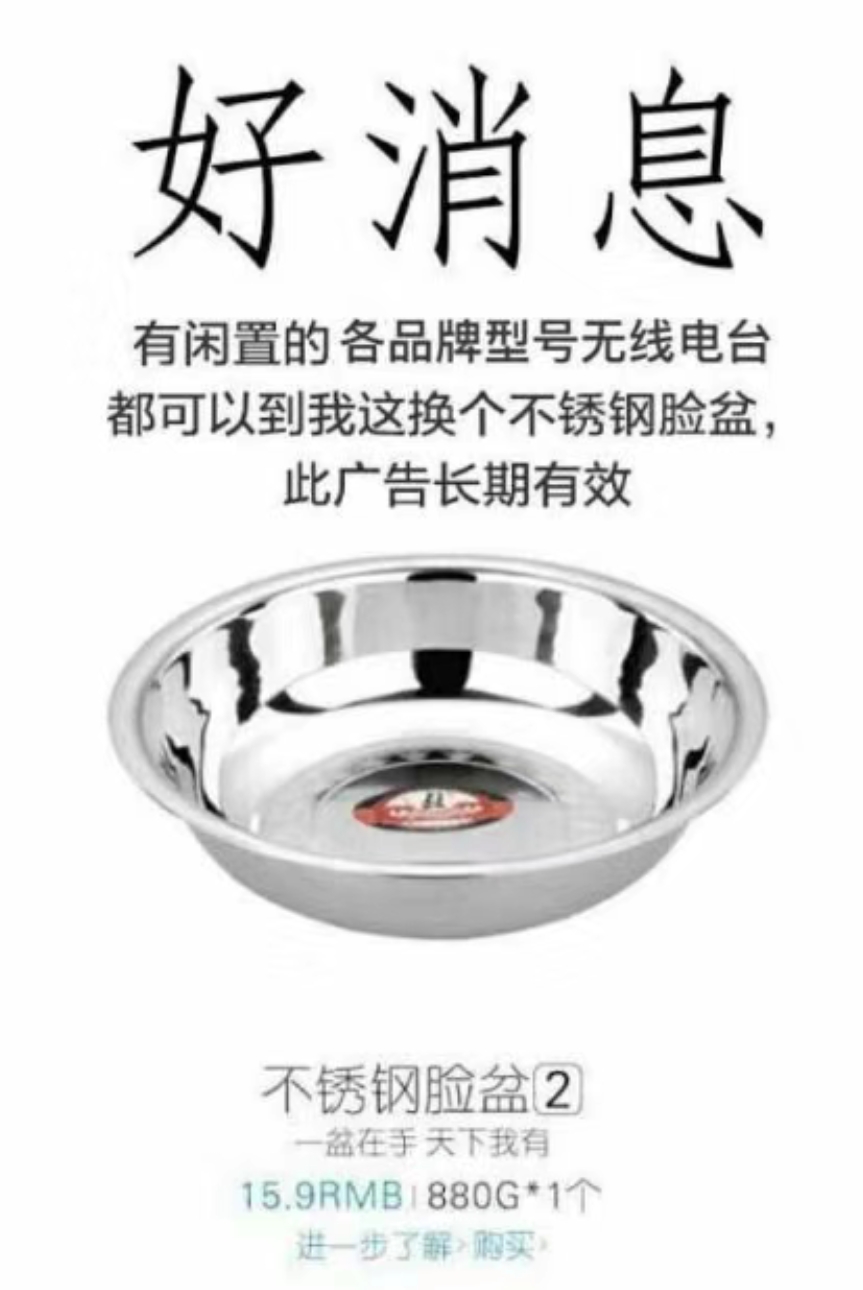 好消息
有闲置的 各品牌型号无线电台
都可以到我这换个不锈钢脸盆，
此广告长期有效
不锈钢脸盆2
一盆在手 天下我有
15.9RMB|880G*1个
进一步了解› 购买›